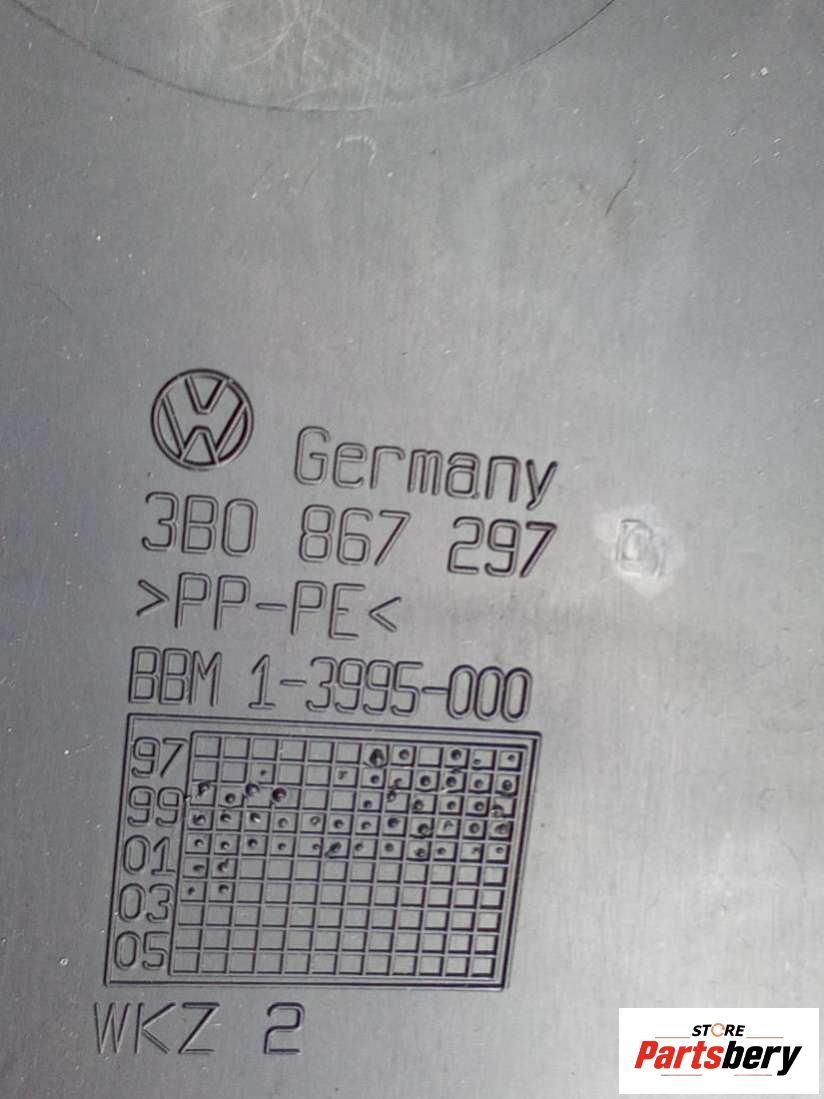 Germany
3B0 867 297 D
>PP-PE<
BBM 1-3995-000
97
99
01
03
05
WKZ 2
STORE
Partsbery